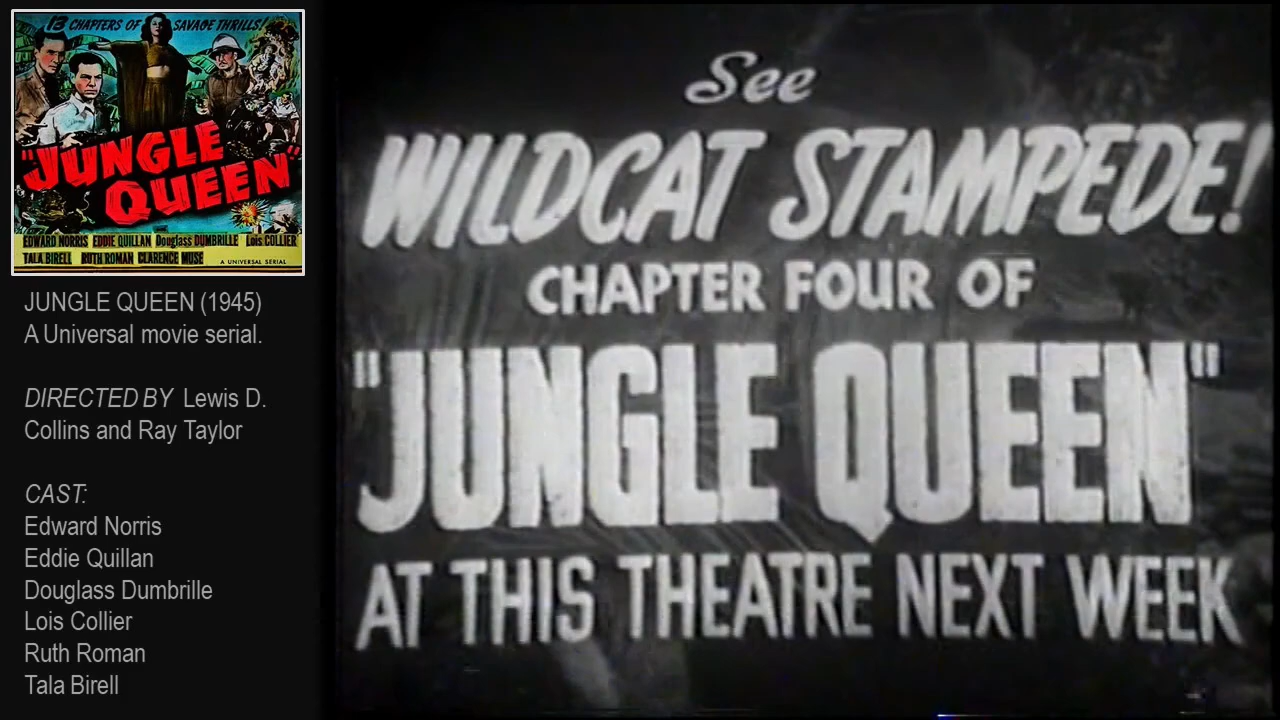 13 CHAPTERS OF SAVAGE THRILLS!
"JUNGLE
QUEEN"
EDWARD NORRIS EDDIE QUILLAN Douglass DUMBRILLE Lois COLLIER
TALA BIRELL RUTH ROMAN CLARENCE MUSE A UNIVERSAL SERIAL
JUNGLE QUEEN (1945)
A Universal movie serial.
DIRECTED BY Lewis D.
Collins and Ray Taylor
CAST:
Edward Norris
Eddie Quillan
Douglass Dumbrille
Lois Collier
Ruth Roman
Tala Birell
See
WILDCAT STAMPEDE!
CHAPTER FOUR OF
"JUNGLE QUEEN"
AT THIS THEATRE NEXT WEEK